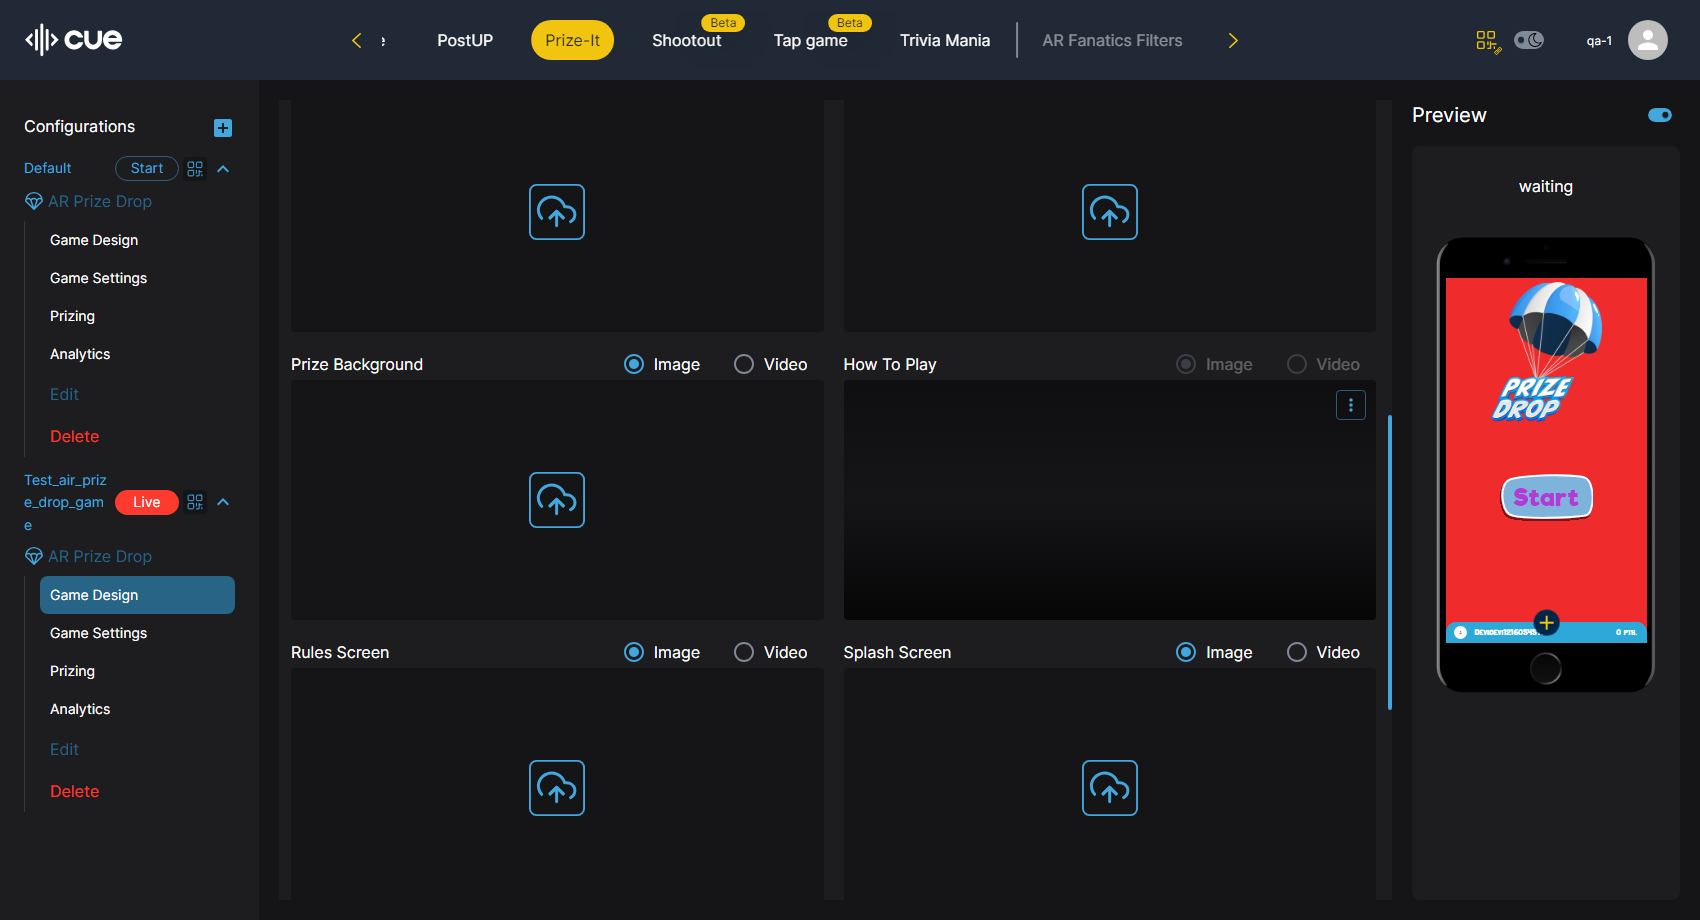 cue
e
PostUP
Prize-It
Shootout
Beta
Tap game
Beta
Trivia Mania
AR Fanatics Filters
qa-1
Configurations
Default
Start
AR Prize Drop
Game Design
Game Settings
Prizing
Analytics
Edit
Delete
Test_air_priz
e_drop_gam
e
Live
AR Prize Drop
Game Design
Game Settings
Prizing
Analytics
Edit
Delete
Prize Background
Image
Video
How To Play
Image
Video
Rules Screen
Image
Video
Splash Screen
Image
Video
Preview
waiting
PRIZE
DROP
Start
0 PTS.